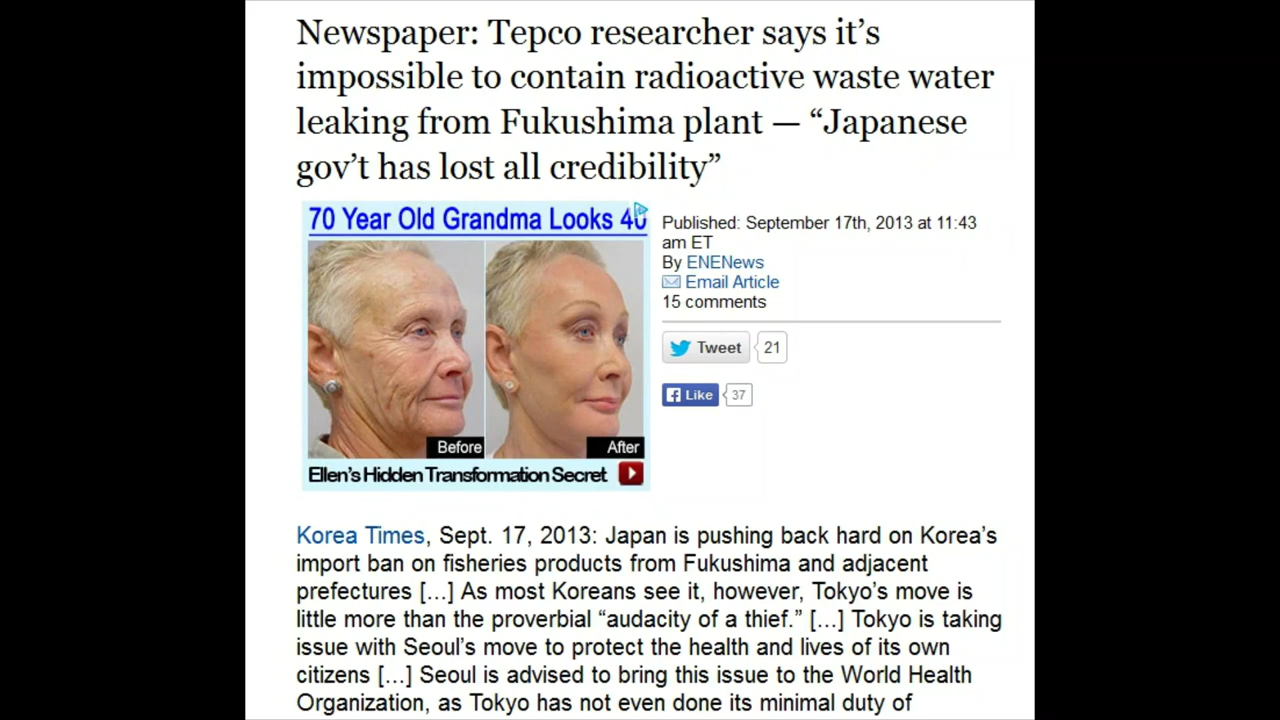 Newspaper: Tepco researcher says it’s
impossible to contain radioactive waste water
leaking from Fukushima plant — “Japanese
gov’t has lost all credibility”
70 Year Old Grandma Looks 40
Before
After
Ellen's Hidden Transformation Secret
Published: September 17th, 2013 at 11:43
am ET
By ENENews
Email Article
15 comments
Tweet 21
Like 37
Korea Times, Sept. 17, 2013: Japan is pushing back hard on Korea’s
import ban on fisheries products from Fukushima and adjacent
prefectures […] As most Koreans see it, however, Tokyo’s move is
little more than the proverbial “audacity of a thief.” […] Tokyo is taking
issue with Seoul’s move to protect the health and lives of its own
citizens […] Seoul is advised to bring this issue to the World Health
Organization, as Tokyo has not even done its minimal duty of